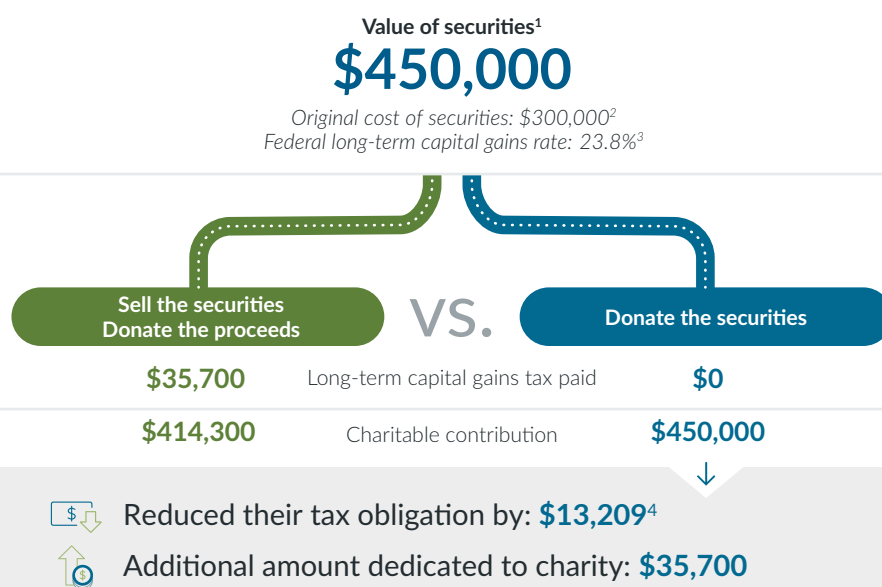 Value of securities¹
$450,000
Original cost of securities: $300,000²
Federal long-term capital gains rate: 23.8%³
Sell the securities
Donate the proceeds
vs.
Donate the securities
$35,700 Long-term capital gains tax paid $0
$414,300 Charitable contribution $450,000
$ Reduced their tax obligation by: $13,209⁴
$ Additional amount dedicated to charity: $35,700